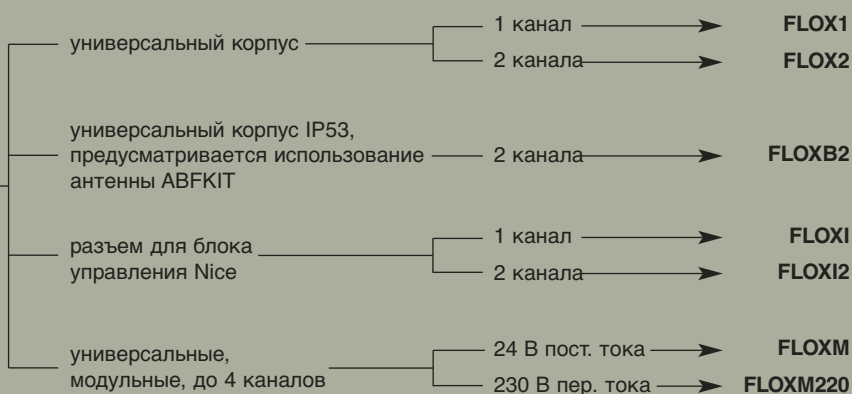 универсальный корпус
1 канал FLOX1
2 канала FLOX2
универсальный корпус IP53,
предусматривается использование
антенны ABFKIT
2 канала FLOXB2
разъем для блока
управления Nice
1 канал FLOXI
2 канала FLOXI2
универсальные,
модульные, до 4 каналов
24 В пост. тока FLOXM
230 В пер. тока FLOXM220